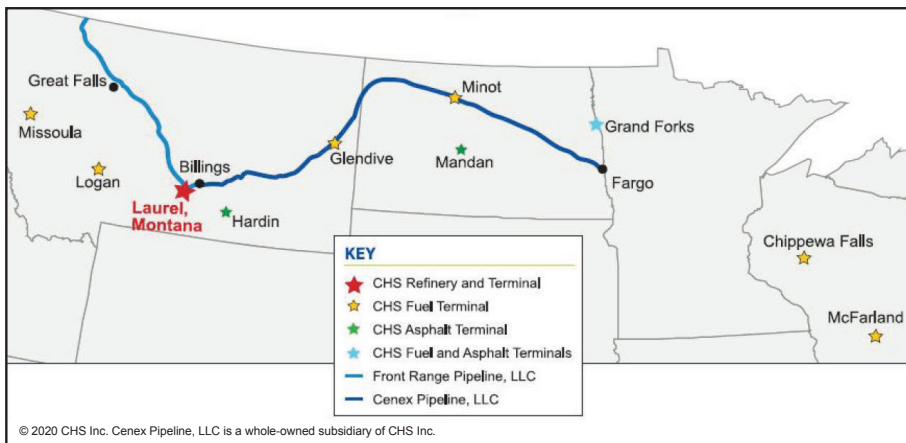 Great Falls
Missoula
Logan
Billings
Laurel,
Montana
Hardin
Glendive
Minot
Mandan
Grand Forks
Fargo
Chippewa Falls
McFarland
KEY
CHS Refinery and Terminal
CHS Fuel Terminal
CHS Asphalt Terminal
CHS Fuel and Asphalt Terminals
Front Range Pipeline, LLC
Cenex Pipeline, LLC
© 2020 CHS Inc. Cenex Pipeline, LLC is a whole-owned subsidiary of CHS Inc.